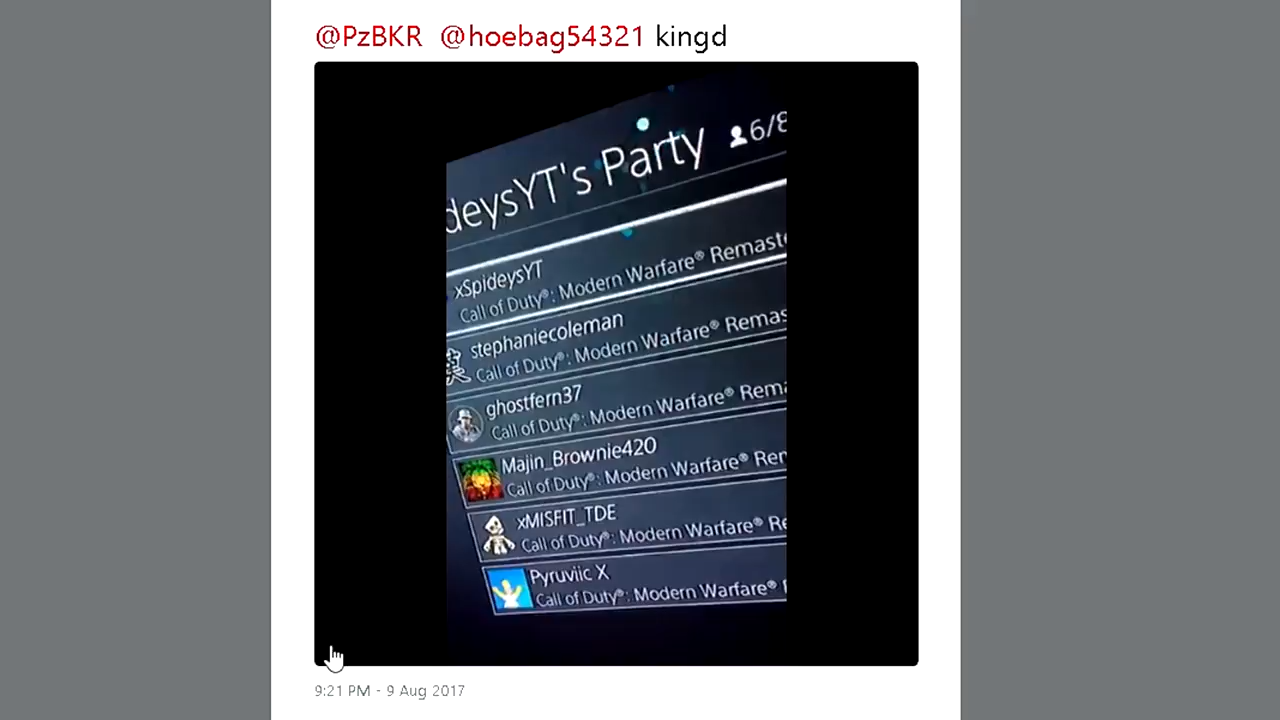 @PzBKR @hoebag54321 kingd
deysYT's Party 6/8
xSpideysYT
Call of Duty®: Modern Warfare® Remast
stephaniecoleman
Call of Duty®: Modern Warfare® Remas
ghostfern37
Call of Duty®: Modern Warfare® Rema
Majin_Brownie420
Call of Duty®: Modern Warfare® Rem
xMISFIT_TDE
Call of Duty®: Modern Warfare® Re
Pyruviic X
Call of Duty®: Modern Warfare® R
9:21 PM - 9 Aug 2017